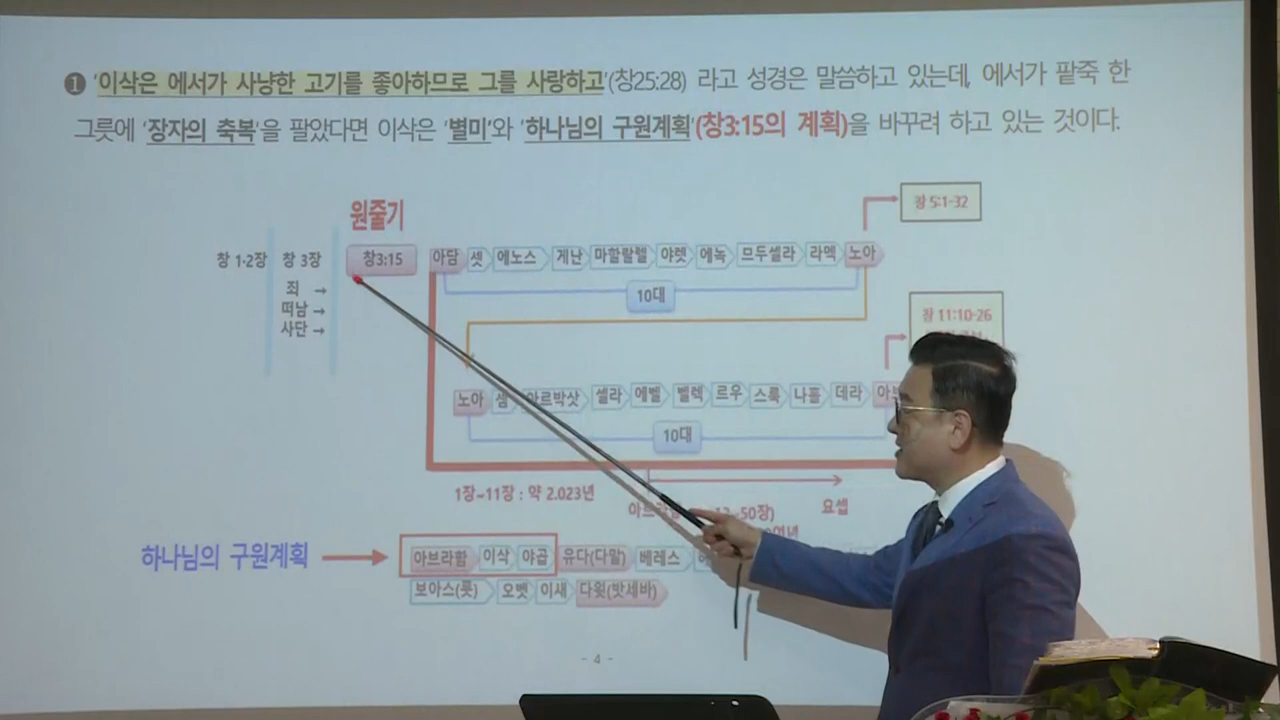 ❶ '이삭은 에서가 사냥한 고기를 좋아하므로 그를 사랑하고'(창25:28) 라고 성경은 말씀하고 있는데, 에서가 팥죽 한
그릇에 '장자의 축복'을 팔았다면 이삭은 '별미'와 '하나님의 구원계획'(창3:15의 계획)을 바꾸려 하고 있는 것이다.
창 5:1-32
원줄기
창 1·2장 창 3장 창3:15 아담 셋 에노스 게난 마할랄렐 야렛 에녹 므두셀라 라멕 노아
죄 →
떠남 →
사단 →
10대
창 11:10-26
노아 셈 아르박삿 셀라 에벨 벨렉 르우 스룩 나홀 데라
10대
1장~11장 : 약 2.023년
요셉
50장)
하나님의 구원계획 아브라함 이삭 야곱 유다(다말) 베레스
보아스(룻) 오벳 이새 다윗(밧세바)
- 4 -